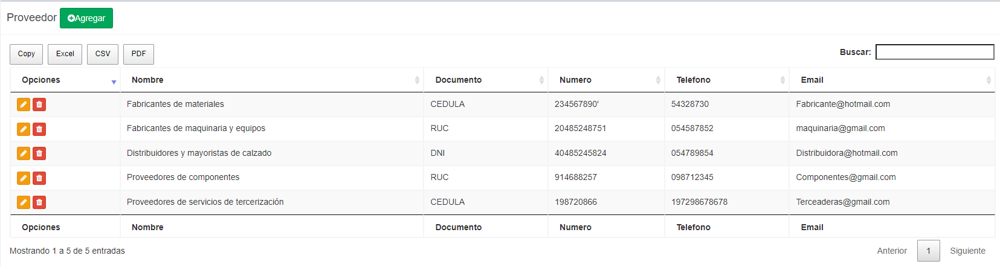 Proveedor Agregar
Copy Excel CSV PDF Buscar:
Opciones Nombre Documento Numero Telefono Email
Fabricantes de materiales CEDULA 234567890' 54328730 Fabricante@hotmail.com
Fabricantes de maquinaria y equipos RUC 20485248751 054587852 maquinaria@gmail.com
Distribuidores y mayoristas de calzado DNI 40485245824 054789854 Distribuidora@hotmail.com
Proveedores de componentes RUC 914688257 098712345 Componentes@gmail.com
Proveedores de servicios de tercerización CEDULA 198720866 197298678678 Terceaderas@gmail.com
Opciones Nombre Documento Numero Telefono Email
Mostrando 1 a 5 de 5 entradas Anterior 1 Siguiente